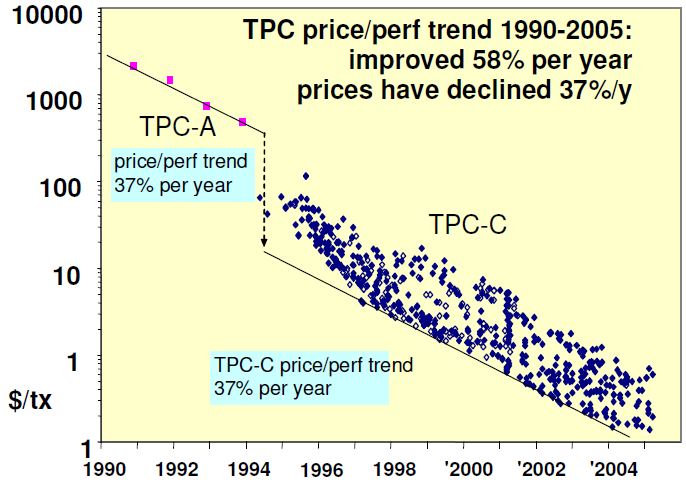 10000
TPC price/perf trend 1990-2005:
improved 58% per year
prices have declined 37%/y
1000
TPC-A
price/perf trend
37% per year
100
TPC-C
10
1
TPC-C price/perf trend
37% per year
$/tx
1
1990 1992 1994 1996 1998 '2000 '2002 '2004